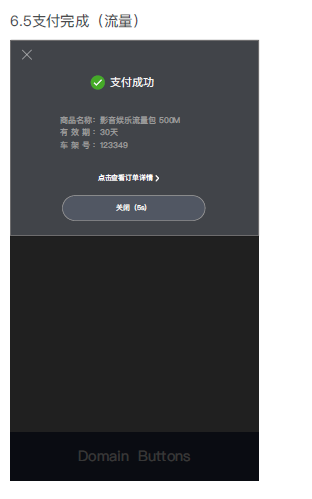 6.5支付完成（流量）
支付成功
商品名称：影音娱乐流量包 500M
有 效 期 ：30天
车 架 号 ：123349
点击查看订单详情 >
关闭（5s）
Domain Buttons